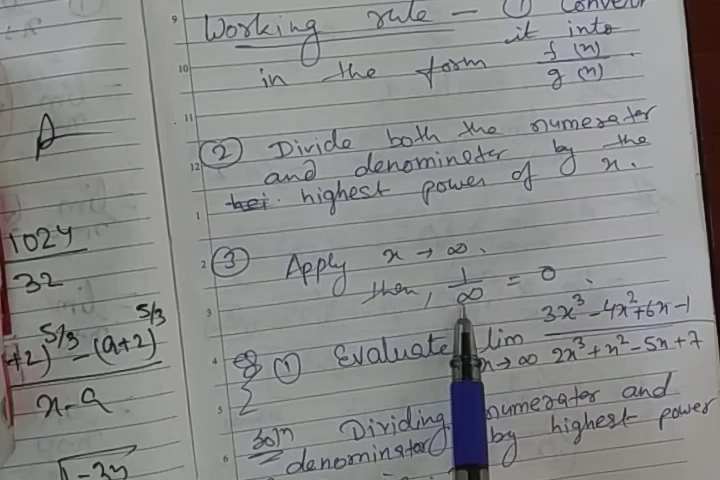 Working rule — ① Convert
it into
in the form f(n)/g(n).
② Divide both the numerator
and denominator by the
highest power of x.
③ Apply x → ∞.
then, 1/∞ = 0.
① Evaluate lim n→∞ 3x³-4x²+6x-1 / 2x³+x²-5x+7
Soln Dividing numerator and
denominator by highest power
1024
32
+2)^5/3 - (a+2)^5/3
x-a